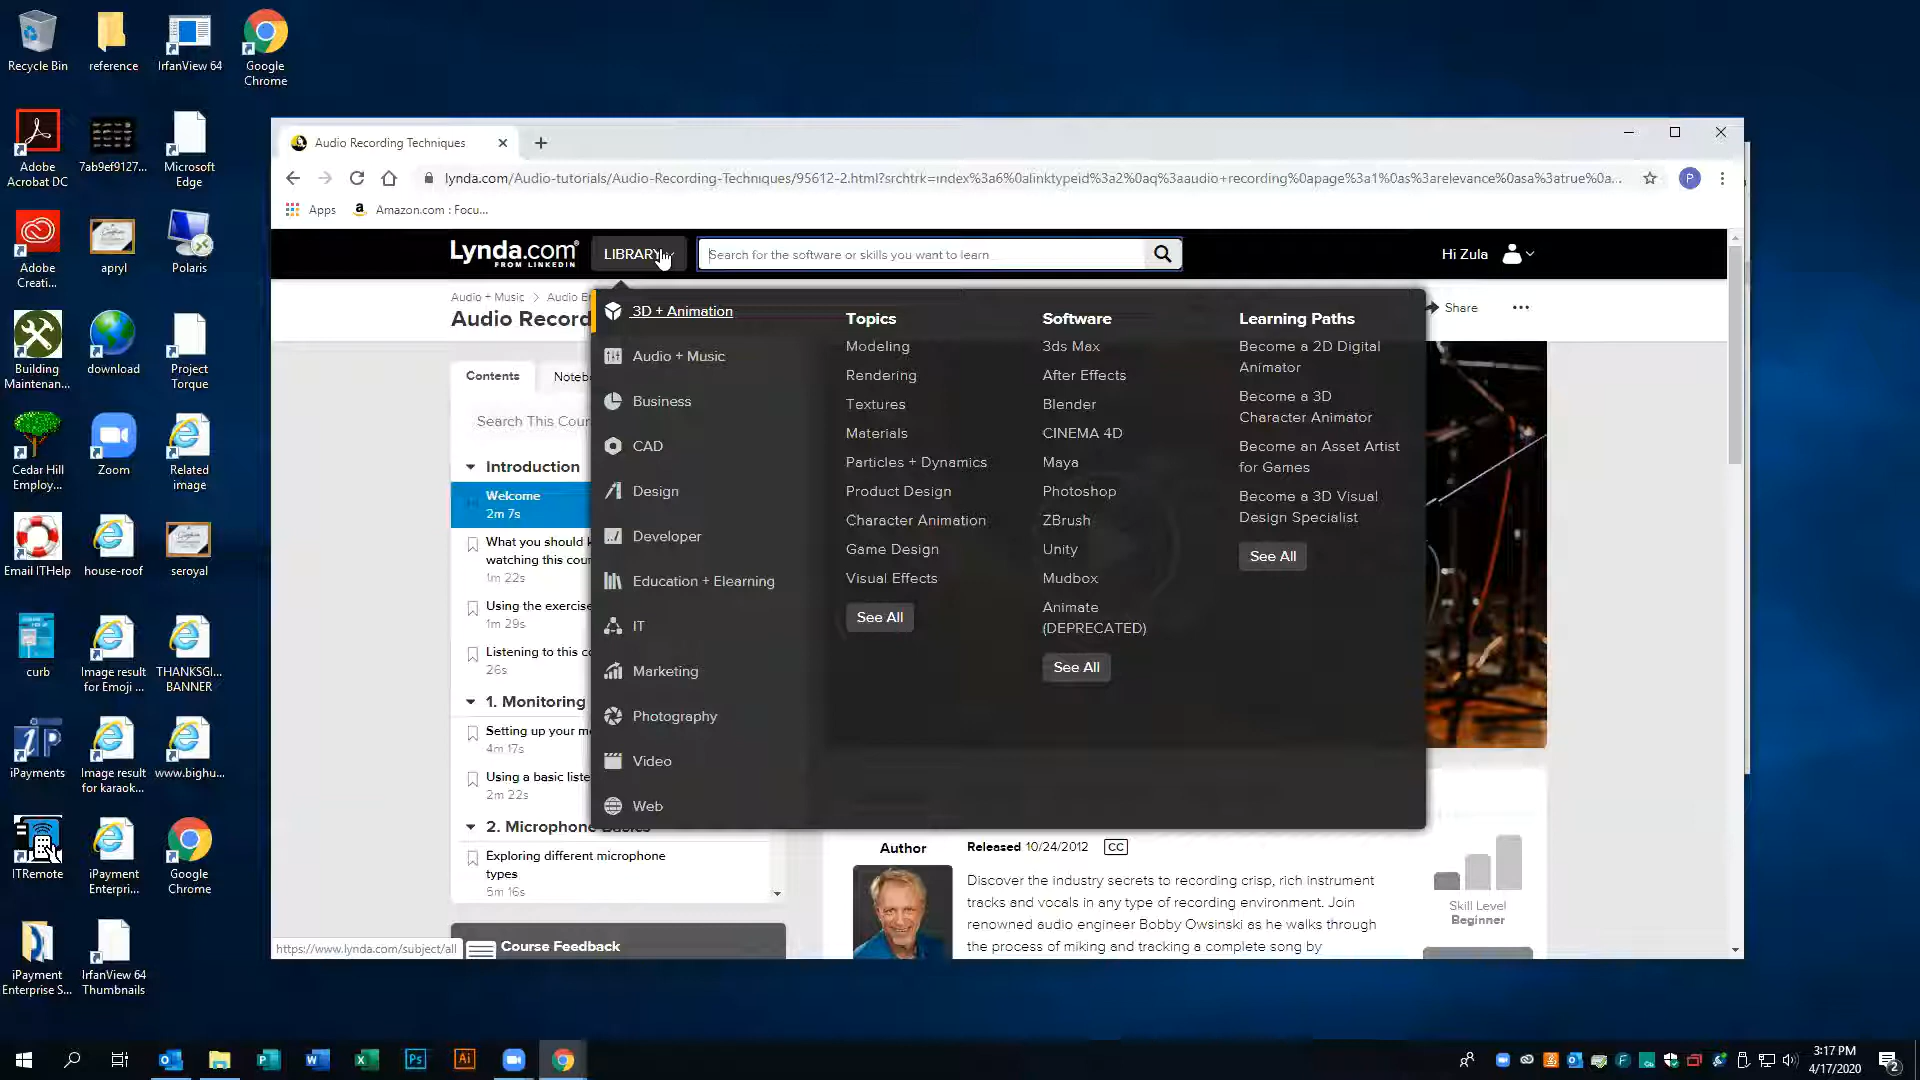 Recycle Bin
reference
IrfanView 64
Google
Chrome
Adobe
Acrobat DC
7ab9ef9127...
Microsoft
Edge
Adobe
Creati...
apryl
Polaris
Building
Maintenan...
download
Project
Torque
Cedar Hill
Employ...
Zoom
Related
image
Email ITHelp
house-roof
seroyal
curb
Image result
for Emoji ...
THANKSGI...
BANNER
iPayments
Image result
for karaok...
www.bighu...
ITRemote
iPayment
Enterpri...
Google
Chrome
iPayment
Enterprise S...
IrfanView 64
Thumbnails
Audio Recording Techniques
lynda.com/Audio-tutorials/Audio-Recording-Techniques/95612-2.html?srchtrk=index%3a6%0alinktypeid%3a2%0aq%3aaudio+recording%0apage%3a1%0as%3arelevance%0asa%3atrue%0a...
P
Apps
Amazon.com : Focu...
Lynda.com®
FROM LINKEDIN
LIBRARY
Search for the software or skills you want to learn
Hi Zula
Audio + Music
Audio Recor
Share
Contents
Noteb
Search This Cour
Introduction
Welcome
2m 7s
What you should k
watching this cour
1m 22s
Using the exercise
1m 29s
Listening to this co
26s
1. Monitoring
Setting up your m
4m 17s
Using a basic liste
2m 22s
2. Microphone Basics
Exploring different microphone
types
5m 16s
Course Feedback
3D + Animation
Audio + Music
Business
CAD
Design
Developer
Education + Elearning
IT
Marketing
Photography
Video
Web
Topics
Modeling
Rendering
Textures
Materials
Particles + Dynamics
Product Design
Character Animation
Game Design
Visual Effects
See All
Software
3ds Max
After Effects
Blender
CINEMA 4D
Maya
Photoshop
ZBrush
Unity
Mudbox
Animate
(DEPRECATED)
See All
Learning Paths
Become a 2D Digital
Animator
Become a 3D
Character Animator
Become an Asset Artist
for Games
Become a 3D Visual
Design Specialist
See All
Author
Released 10/24/2012
CC
Discover the industry secrets to recording crisp, rich instrument
tracks and vocals in any type of recording environment. Join
renowned audio engineer Bobby Owsinski as he walks through
the process of miking and tracking a complete song by
Skill Level
Beginner
https://www.lynda.com/subject/all
Ps
Ai
3:17 PM
4/17/2020
2